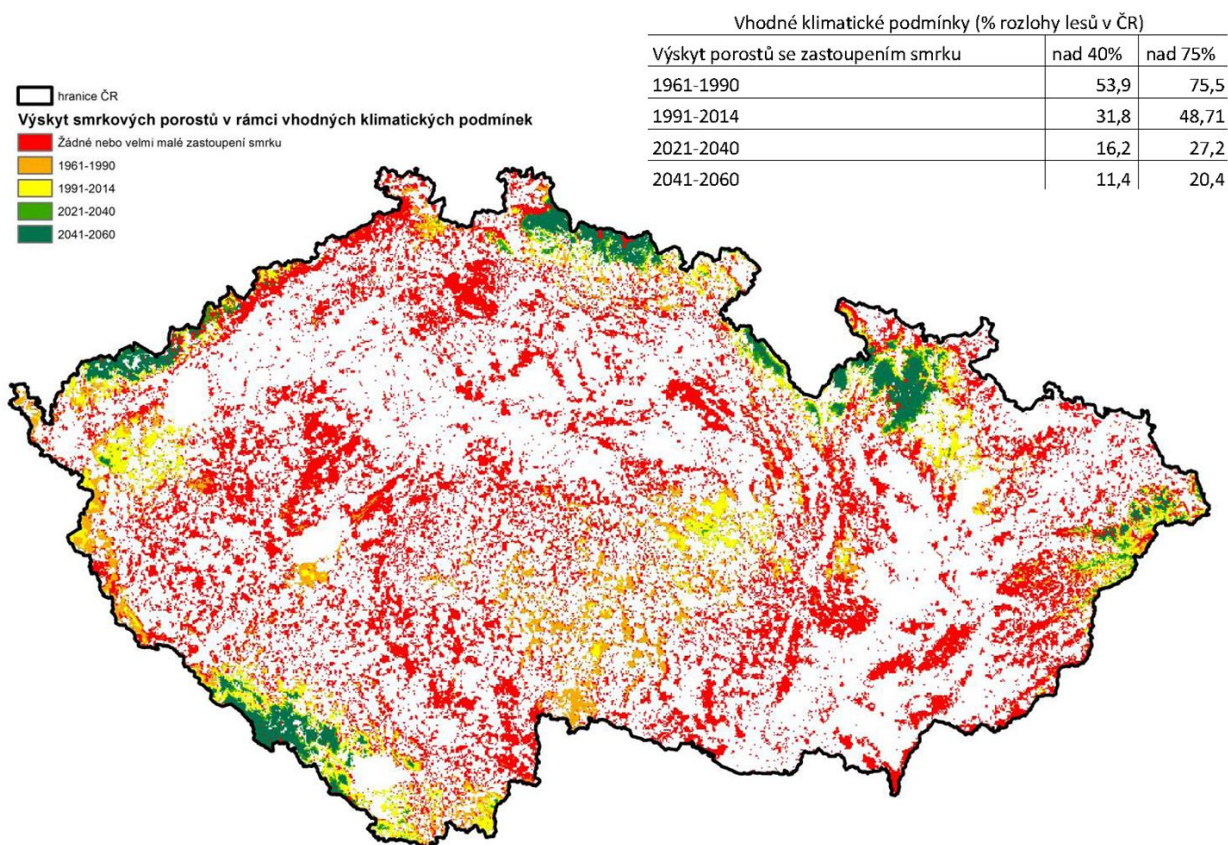 Vhodné klimatické podmínky (% rozlohy lesů v ČR)
Výskyt porostů se zastoupením smrku nad 40% nad 75%
1961-1990 53,9 75,5
1991-2014 31,8 48,71
2021-2040 16,2 27,2
2041-2060 11,4 20,4
hranice ČR
Výskyt smrkových porostů v rámci vhodných klimatických podmínek
Žádné nebo velmi malé zastoupení smrku
1961-1990
1991-2014
2021-2040
2041-2060